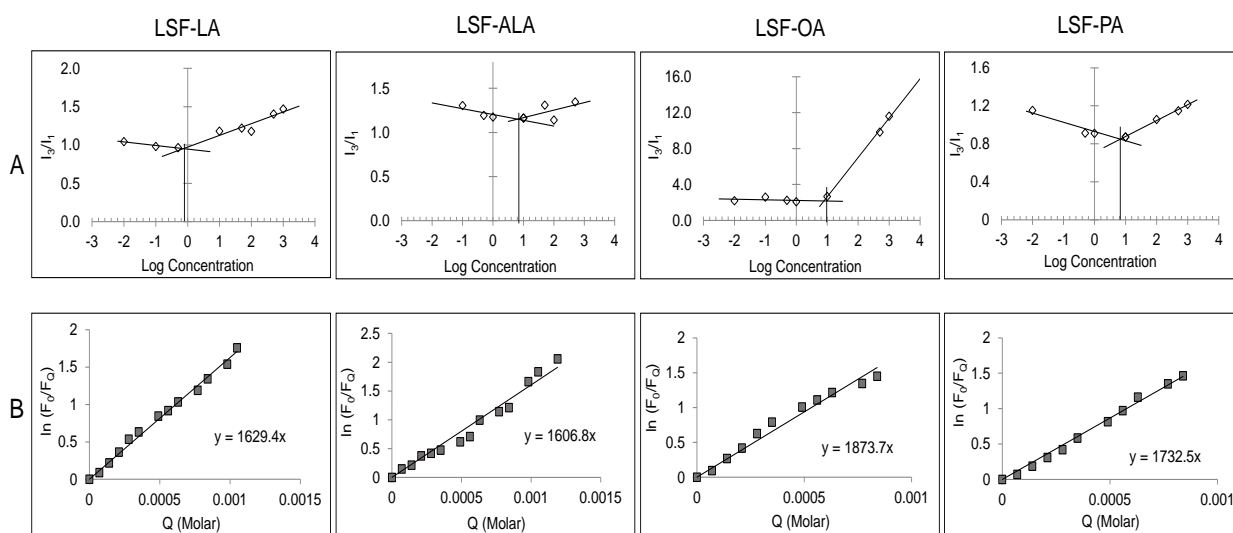 LSF-LA
LSF-ALA
LSF-OA
LSF-PA
A
I3/I1
2.0
1.5
1.0
0.5
0.0
-3 -2 -1 0 1 2 3 4
Log Concentration
I3/I1
1.5
1.0
0.5
0.0
-3 -2 -1 0 1 2 3 4
Log Concentration
I3/I1
16.0
12.0
8.0
4.0
0.0
-3 -2 -1 0 1 2 3 4
Log Concentration
I3/I1
1.6
1.2
0.8
0.4
0
-3 -2 -1 0 1 2 3 4
Log Concentration
B
ln (F0/FQ)
2
1.5
1
0.5
0
y = 1629.4x
0 0.0005 0.001 0.0015
Q (Molar)
ln (F0/FQ)
2.5
2
1.5
1
0.5
0
y = 1606.8x
0 0.0005 0.001 0.0015
Q (Molar)
ln (F0/FQ)
2
1.5
1
0.5
0
y = 1873.7x
0 0.0005 0.001
Q (Molar)
ln (F0/FQ)
2
1.5
1
0.5
0
y = 1732.5x
0 0.0005 0.001
Q (Molar)